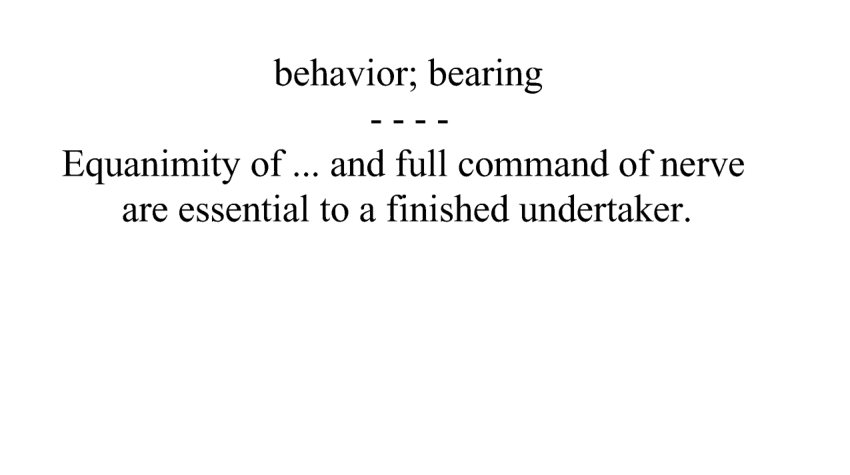 behavior; bearing
- - - -
Equanimity of ... and full command of nerve
are essential to a finished undertaker.